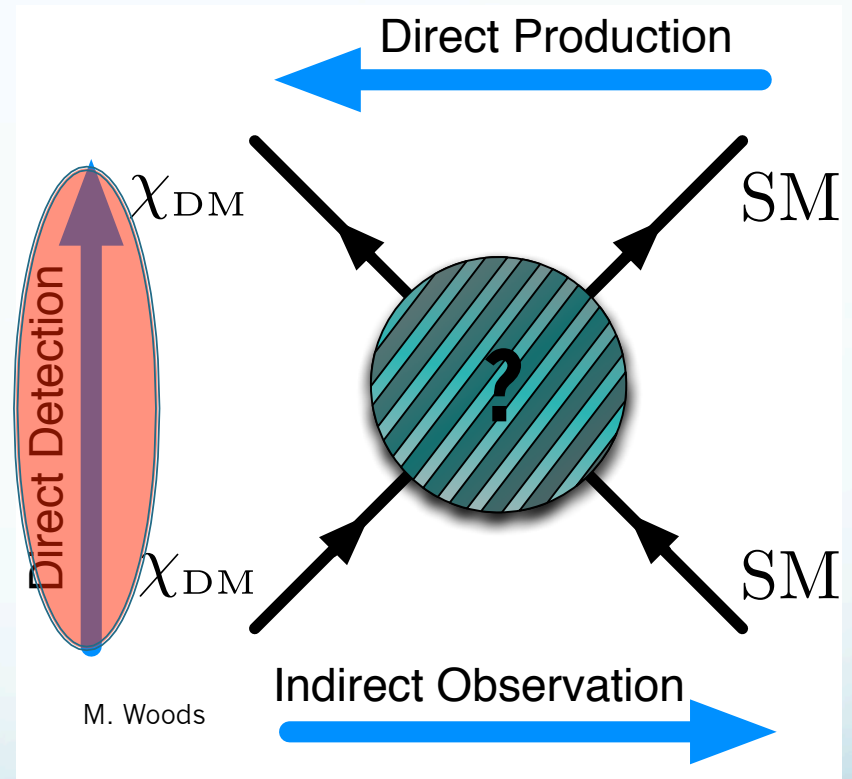 Direct Production
χDM
SM
Direct Detection
?
χDM
SM
Indirect Observation
M. Woods